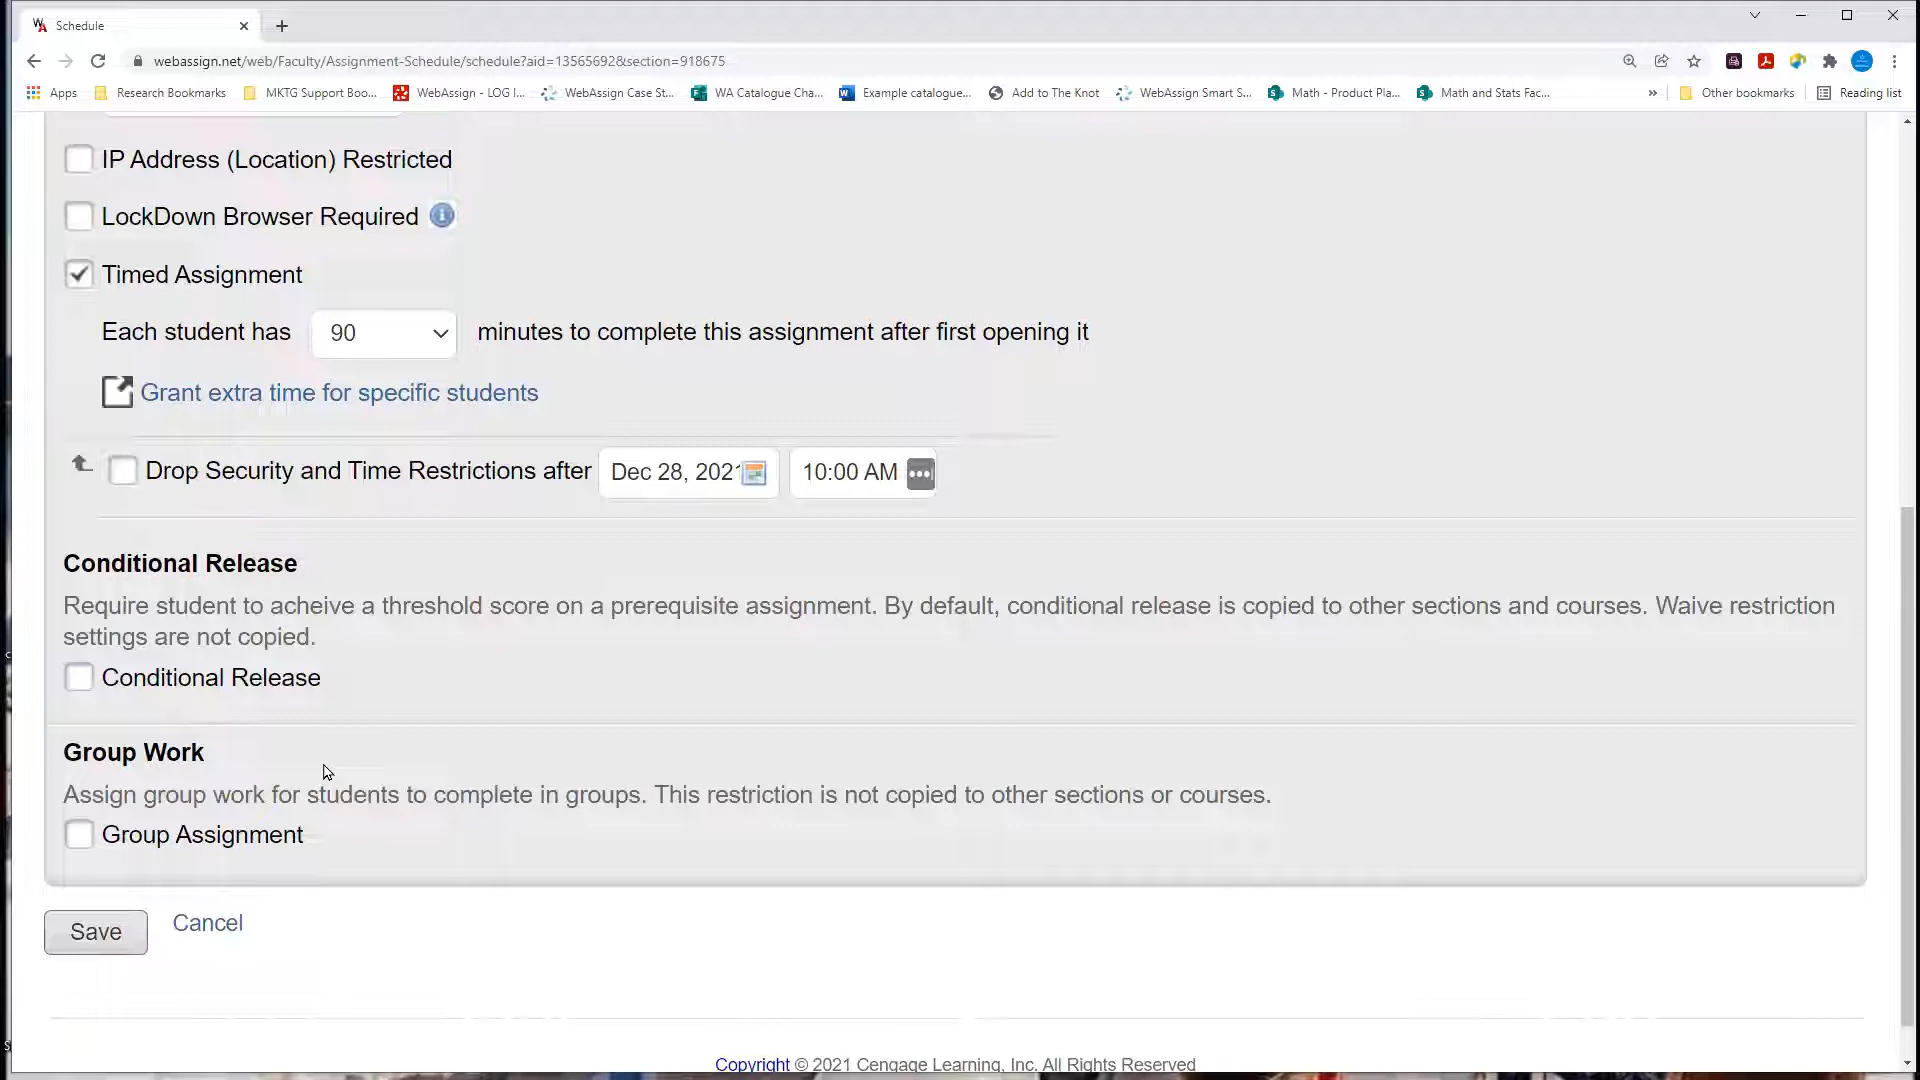 Schedule
webassign.net/web/Faculty/Assignment-Schedule/schedule?aid=13565692&section=918675
Apps Research Bookmarks MKTG Support Boo... WebAssign - LOG I... WebAssign Case St... WA Catalogue Cha... Example catalogue... Add to The Knot WebAssign Smart S... Math - Product Pla... Math and Stats Fac... » Other bookmarks Reading list
IP Address (Location) Restricted
LockDown Browser Required
Timed Assignment
Each student has 90 minutes to complete this assignment after first opening it
Grant extra time for specific students
Drop Security and Time Restrictions after Dec 28, 2021 10:00 AM
Conditional Release
Require student to acheive a threshold score on a prerequisite assignment. By default, conditional release is copied to other sections and courses. Waive restriction
settings are not copied.
Conditional Release
Group Work
Assign group work for students to complete in groups. This restriction is not copied to other sections or courses.
Group Assignment
Save Cancel
Copyright © 2021 Cengage Learning, Inc. All Rights Reserved